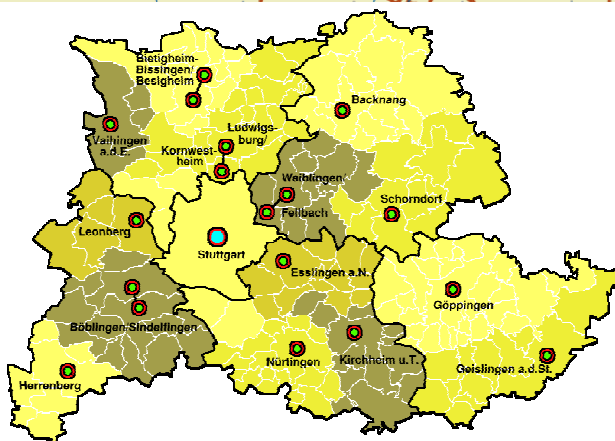 Bietigheim-
Bissingen/
Besigheim
Backnang
Vaihingen
a.d.E.
Ludwigs-
burg/
Kornwest-
heim
Waiblingen/
Fellbach
Schorndorf
Leonberg
Stuttgart
Esslingen a.N.
Göppingen
Böblingen/Sindelfingen
Nürtingen
Kirchheim u.T.
Geislingen a.d.St.
Herrenberg